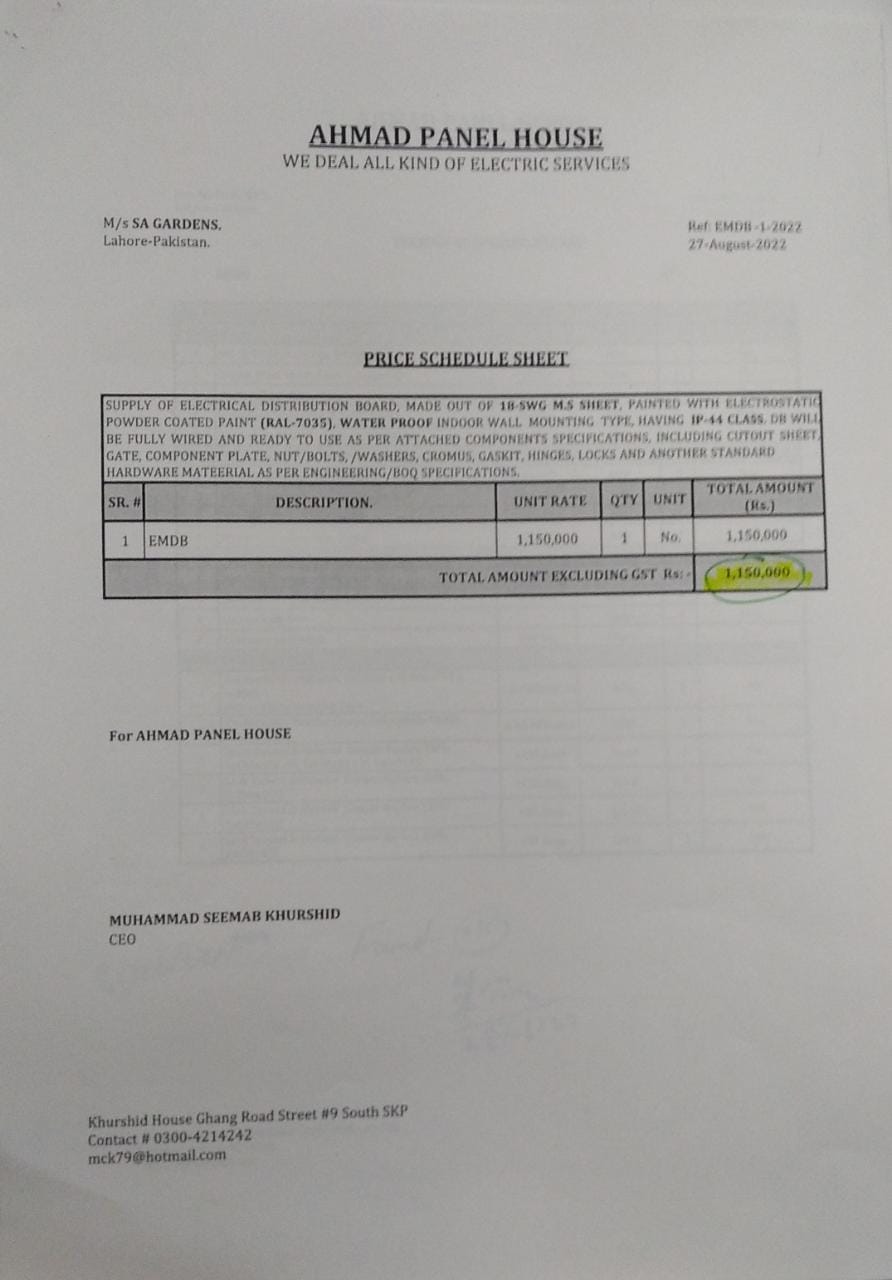 AHMAD PANEL HOUSE
WE DEAL ALL KIND OF ELECTRIC SERVICES
M/s SA GARDENS.
Lahore-Pakistan.
Ref: EMDB -1-2022
27-August-2022
PRICE SCHEDULE SHEET
SUPPLY OF ELECTRICAL DISTRIBUTION BOARD, MADE OUT OF 18-SWG M.S SHEET, PAINTED WITH ELECTROSTATIC
POWDER COATED PAINT (RAL-7035), WATER PROOF INDOOR WALL MOUNTING TYPE, HAVING IP-44 CLASS. DB WILL
BE FULLY WIRED AND READY TO USE AS PER ATTACHED COMPONENTS SPECIFICATIONS, INCLUDING CUTOUT SHEET,
GATE, COMPONENT PLATE, NUT/BOLTS, /WASHERS, CROMUS, GASKIT, HINGES, LOCKS AND ANOTHER STANDARD
HARDWARE MATEERIAL AS PER ENGINEERING/BOQ SPECIFICATIONS.
SR. # DESCRIPTION. UNIT RATE QTY UNIT TOTAL AMOUNT (Rs.)
1 EMDB 1,150,000 1 No. 1,150,000
TOTAL AMOUNT EXCLUDING GST Rs: - 1,150,000
For AHMAD PANEL HOUSE
MUHAMMAD SEEMAB KHURSHID
CEO
Khurshid House Ghang Road Street #9 South SKP
Contact # 0300-4214242
mck79@hotmail.com